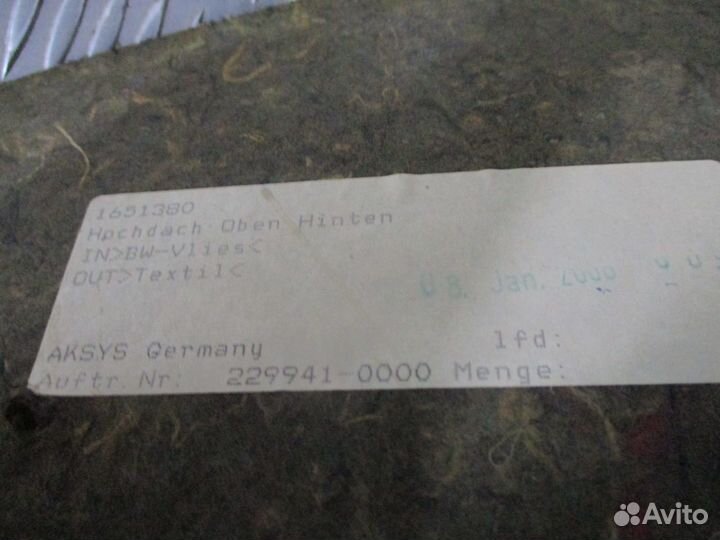 1651380
Hochdach Oben Hinten
IN>BW-Vlies<
OUT>Textil<
08. Jan. 2006
AKSYS Germany lfd:
Auftr.Nr: 229941-0000 Menge:
Avito